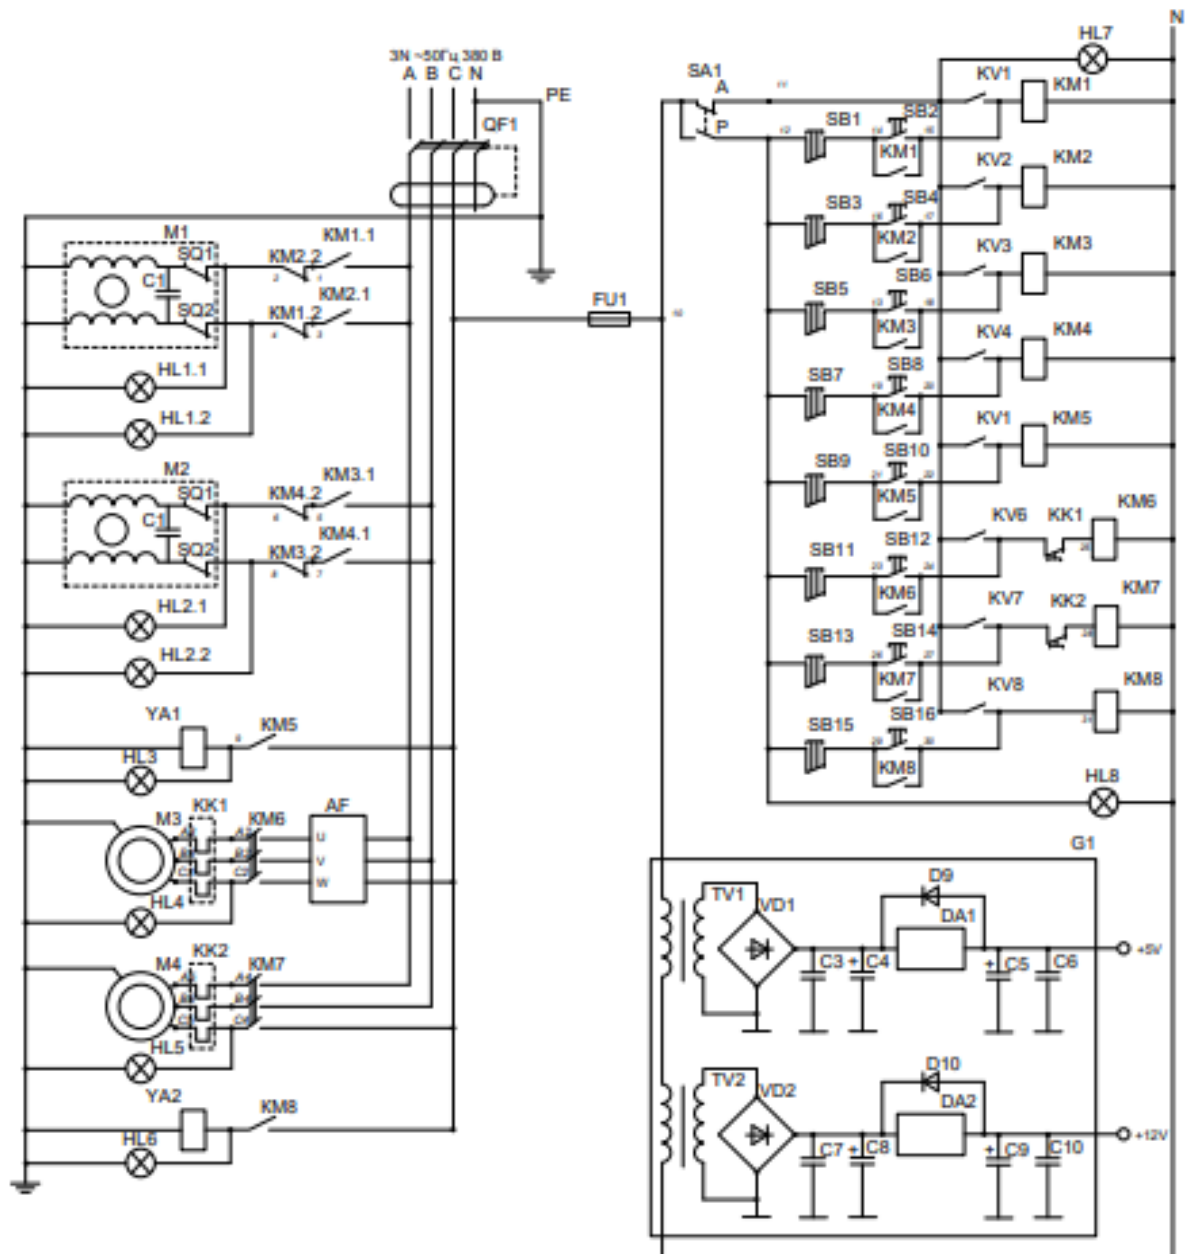 N
HL7
3N ~50Гц 380 В
A B C N
PE
QF1
SA1
A
P
11
12
KV1
KM1
SB1
SB2
KM1
KV2
KM2
SB3
SB4
KM2
KV3
KM3
SB5
SB6
KM3
KV4
KM4
SB7
SB8
KM4
KV1
KM5
SB9
SB10
KM5
KV6
KK1
KM6
SB11
SB12
KM6
KV7
KK2
KM7
SB13
SB14
KM7
KV8
KM8
SB15
SB16
KM8
HL8
FU1
M1
SQ1
C1
SQ2
KM2.2
KM1.1
KM1.2
KM2.1
HL1.1
HL1.2
M2
SQ1
C1
SQ2
KM4.2
KM3.1
KM3.2
KM4.1
HL2.1
HL2.2
YA1
KM5
HL3
M3
KK1
KM6
AF
U
V
W
HL4
M4
KK2
KM7
HL5
YA2
KM8
HL6
G1
TV1
VD1
D9
DA1
C3
+
C4
+
C5
C6
+5V
TV2
VD2
D10
DA2
C7
+
C8
+
C9
C10
+12V